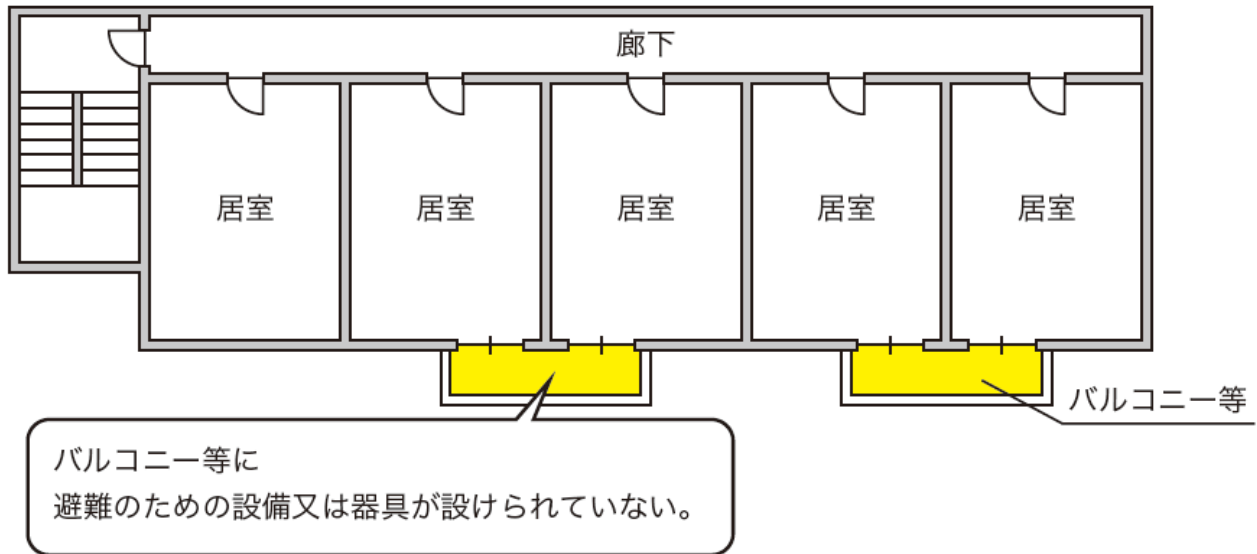 廊下
居室
居室
居室
居室
居室
バルコニー等
バルコニー等に
避難のための設備又は器具が設けられていない。